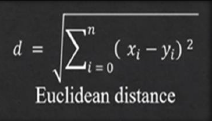 d = √ ∑ⁿᵢ ₌ ₀ ( xᵢ − yᵢ) ²
Euclidean distance